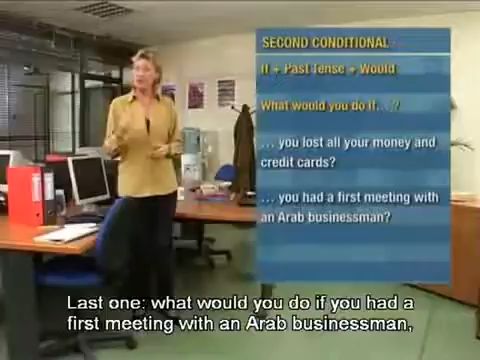 SECOND CONDITIONAL
If + Past Tense + Would
What would you do if…?
… you lost all your money and
credit cards?
… you had a first meeting with
an Arab businessman?
Last one: what would you do if you had a
first meeting with an Arab businessman,